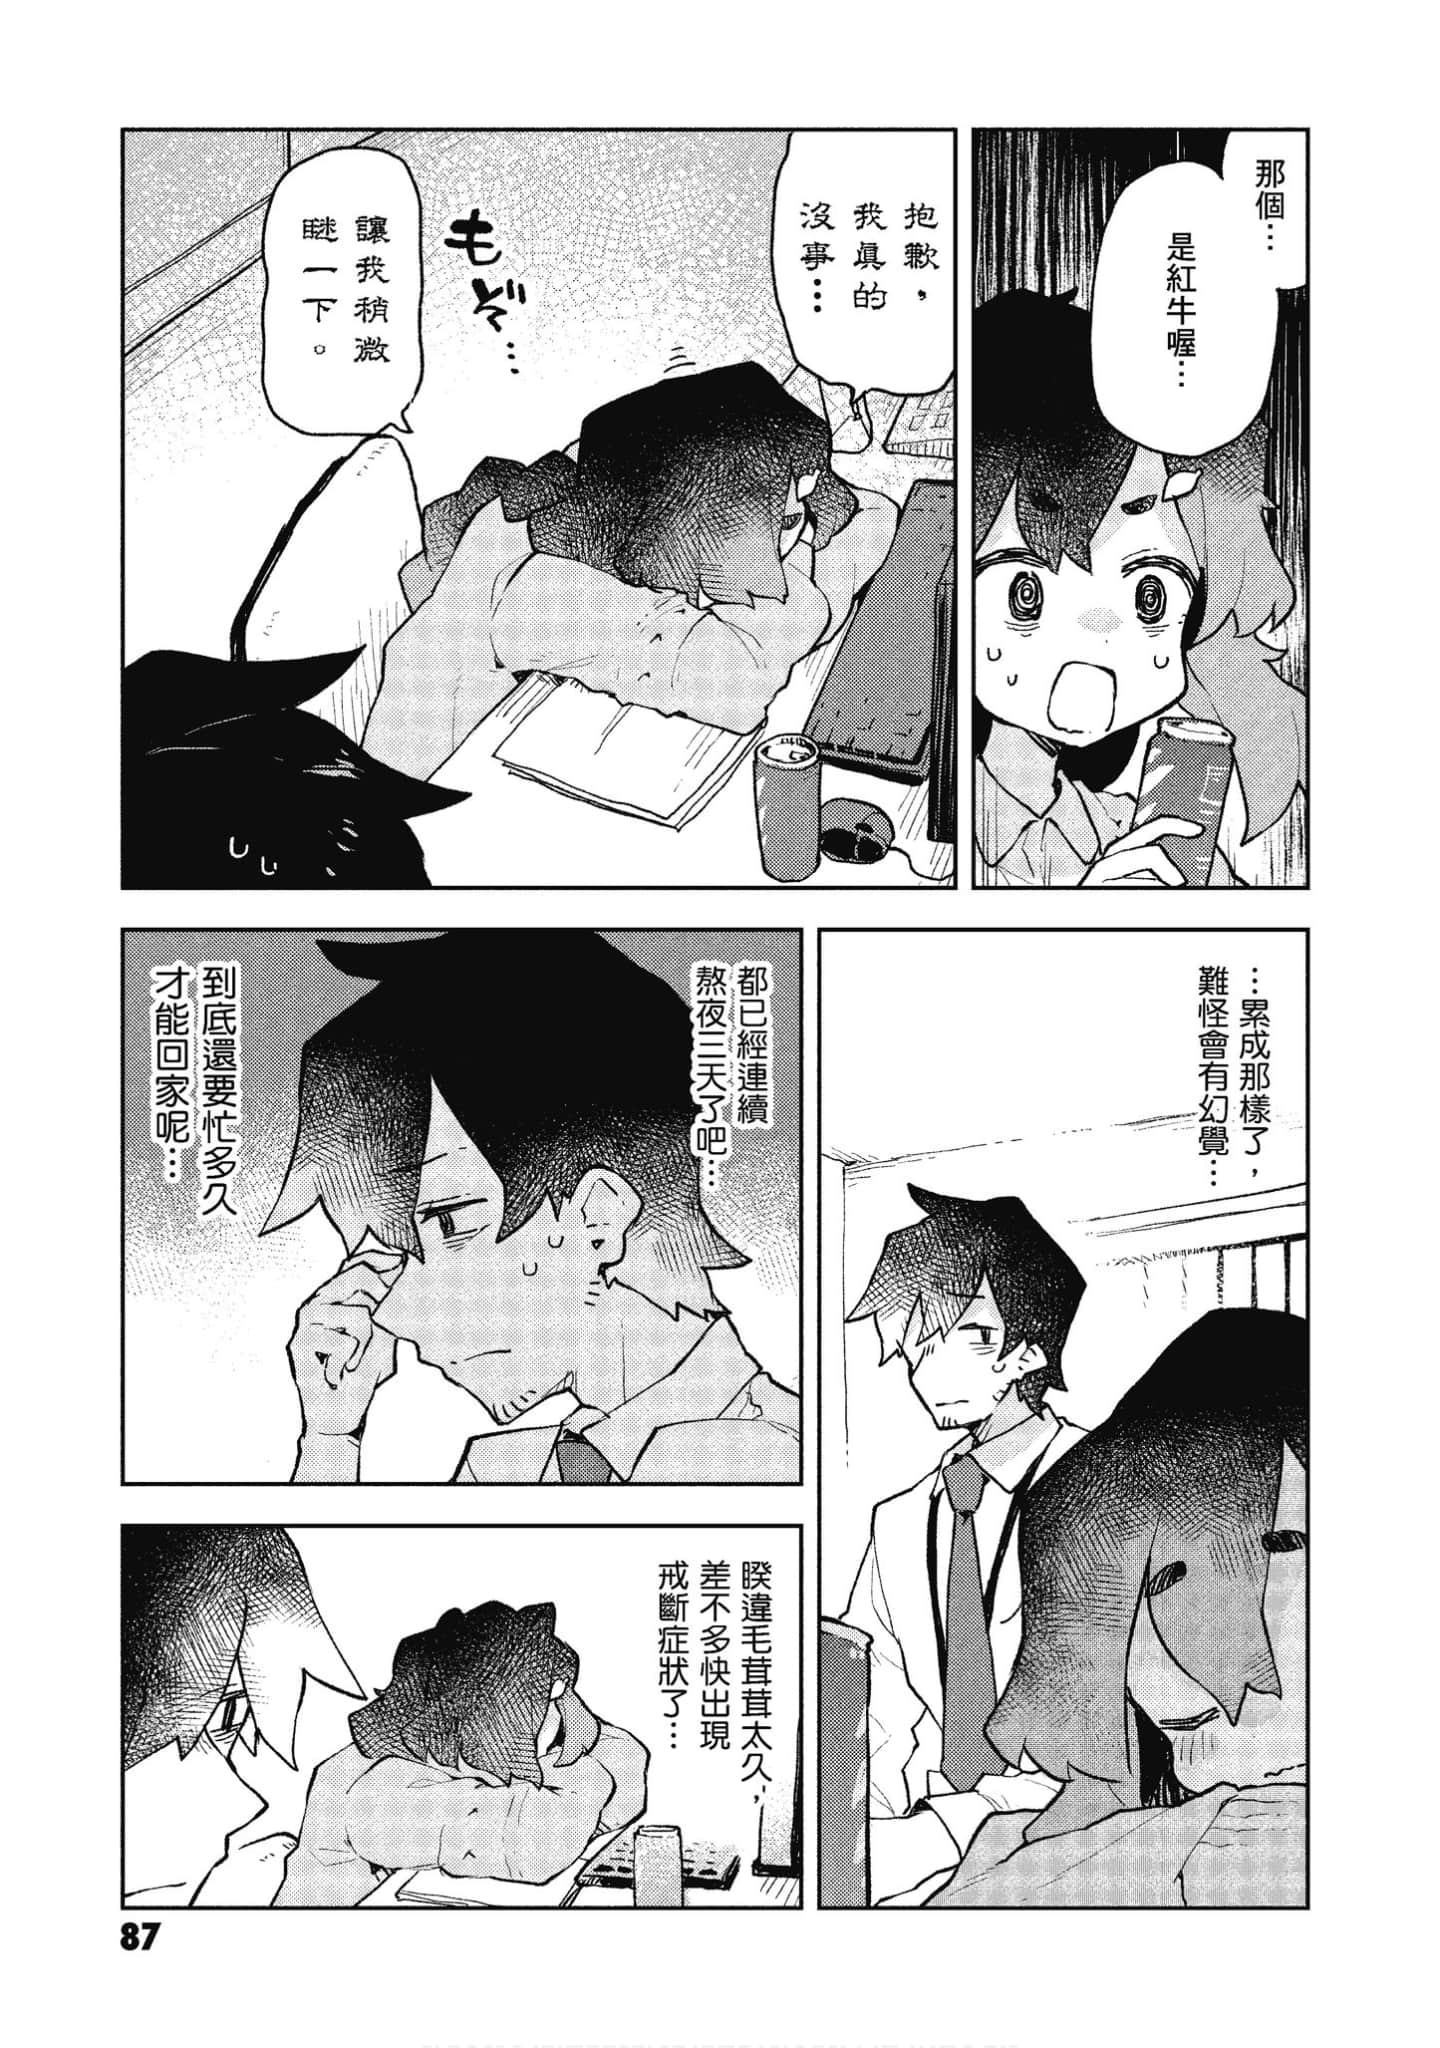 那個…
是紅牛喔…
抱歉，
我真的
沒事…
もぞ…
讓我稍微
瞇一下。
…累成那樣了，
難怪會有幻覺…
都已經連續
熬夜三天了吧…
到底還要忙多久
才能回家呢…
睽違毛茸茸太久，
差不多快出現
戒斷症狀了…
87